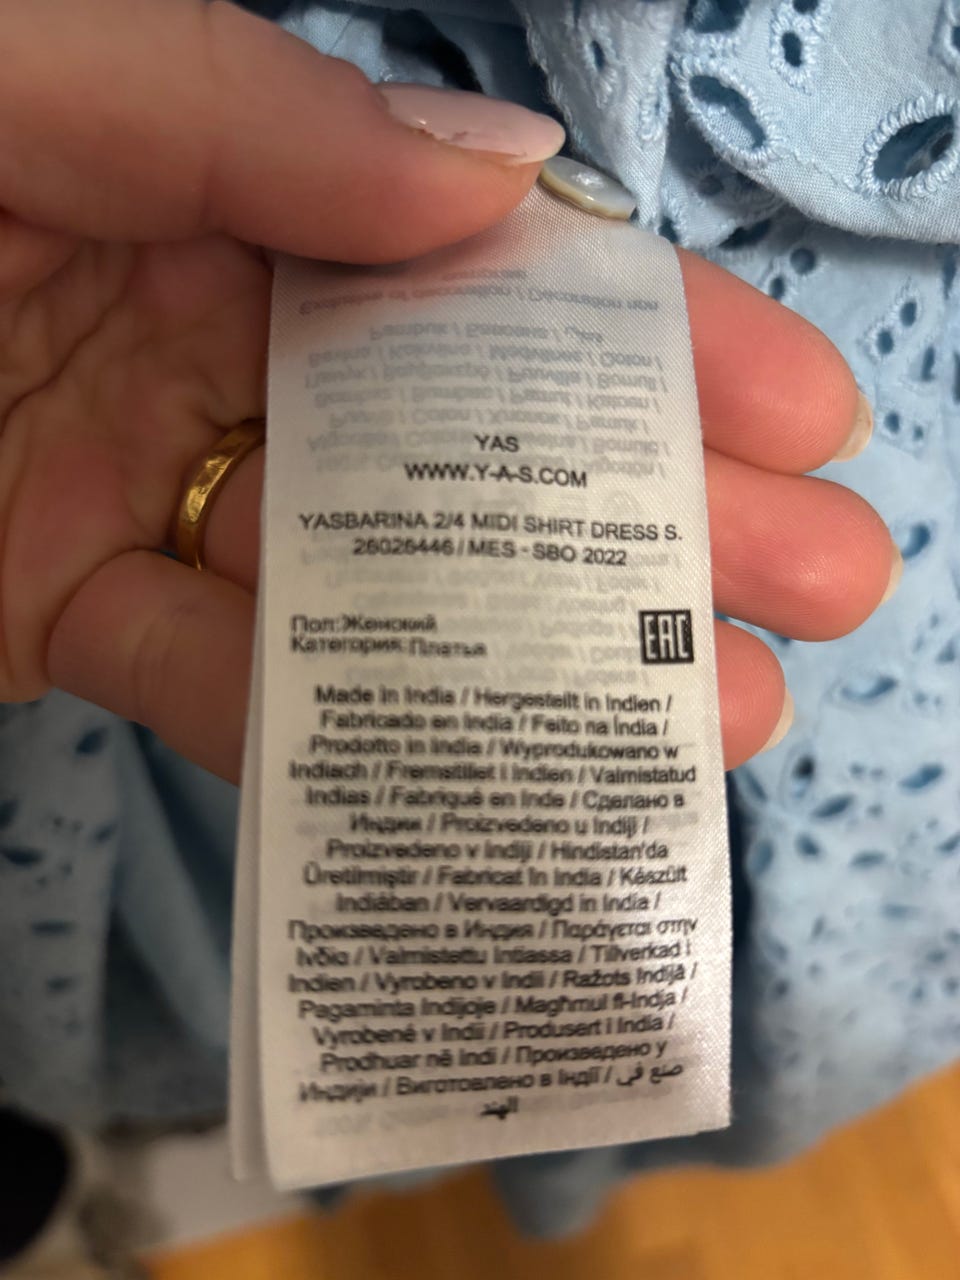 YAS
WWW.Y-A-S.COM
YASBARINA 2/4 MIDI SHIRT DRESS S.
26026446 / MES - SBO 2022
Пол:Женский
Категория: Платья
EAC
Made in India / Hergestellt in Indien /
Fabricado en India / Feito na Índia /
Prodotto in India / Wyprodukowano w
Indiach / Fremstillet i Indien / Valmistatud
Indias / Fabriqué en Inde / Сделано в
Индии / Proizvedeno u Indiji /
Proizvedeno v Indiji / Hindistan'da
Üretilmiştir / Fabricat în India / Készült
Indiában / Vervaardigd in India /
Произведено в Индия / Παράγεται στην
Ινδία / Valmistettu Intiassa / Tillverkad i
Indien / Vyrobeno v Indii / Ražots Indijā /
Pagaminta Indijoje / Magħmul fl-Indja /
Vyrobené v Indii / Produsert i India /
Prodhuar në Indi / Произведено у
Индији / Виготовлено в Індії / صنع في
الهند